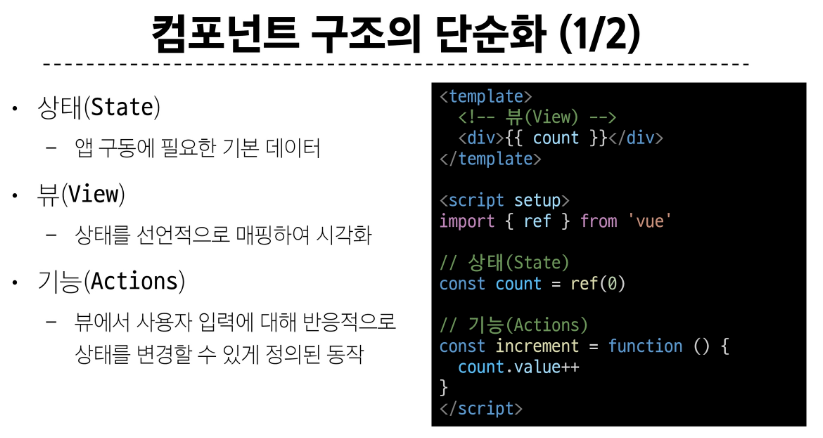 컴포넌트 구조의 단순화 (1/2)
• 상태(State)
– 앱 구동에 필요한 기본 데이터
• 뷰(View)
– 상태를 선언적으로 매핑하여 시각화
• 기능(Actions)
– 뷰에서 사용자 입력에 대해 반응적으로
상태를 변경할 수 있게 정의된 동작
<template>
  <!-- 뷰(View) -->
  <div>{{ count }}</div>
</template>
<script setup>
import { ref } from 'vue'
// 상태(State)
const count = ref(0)
// 기능(Actions)
const increment = function () {
  count.value++
}
</script>